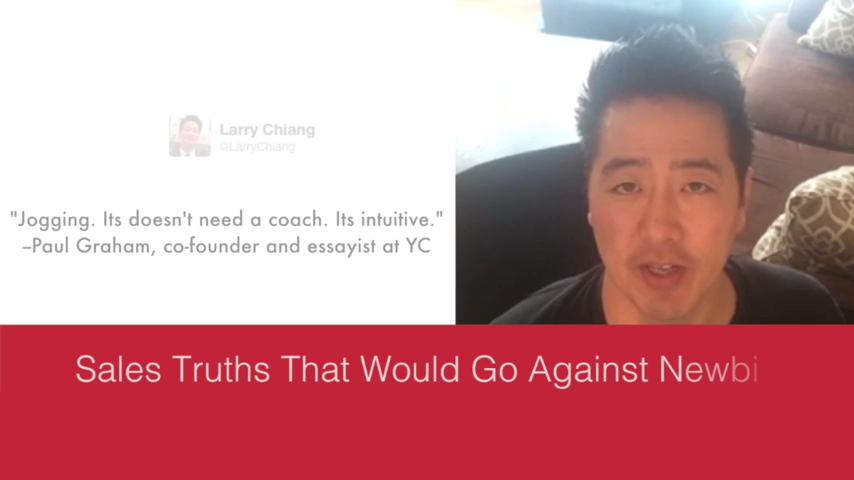 Larry Chiang
@LarryChiang
"Jogging. Its doesn't need a coach. Its intuitive."
–Paul Graham, co-founder and essayist at YC
Sales Truths That Would Go Against Newbi